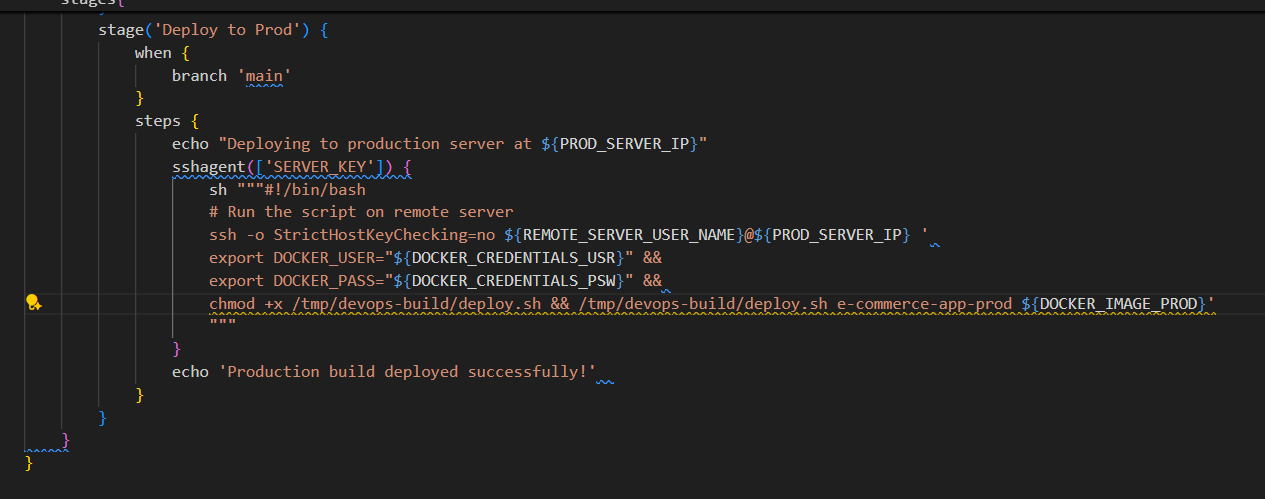 stages{
}
stage('Deploy to Prod') {
when {
branch 'main'
}
steps {
echo "Deploying to production server at ${PROD_SERVER_IP}"
sshagent(['SERVER_KEY']) {
sh """#!/bin/bash
# Run the script on remote server
ssh -o StrictHostKeyChecking=no ${REMOTE_SERVER_USER_NAME}@${PROD_SERVER_IP} '
export DOCKER_USER="${DOCKER_CREDENTIALS_USR}" &&
export DOCKER_PASS="${DOCKER_CREDENTIALS_PSW}" &&
chmod +x /tmp/devops-build/deploy.sh && /tmp/devops-build/deploy.sh e-commerce-app-prod ${DOCKER_IMAGE_PROD}'
"""
}
echo 'Production build deployed successfully!'
}
}
}
}